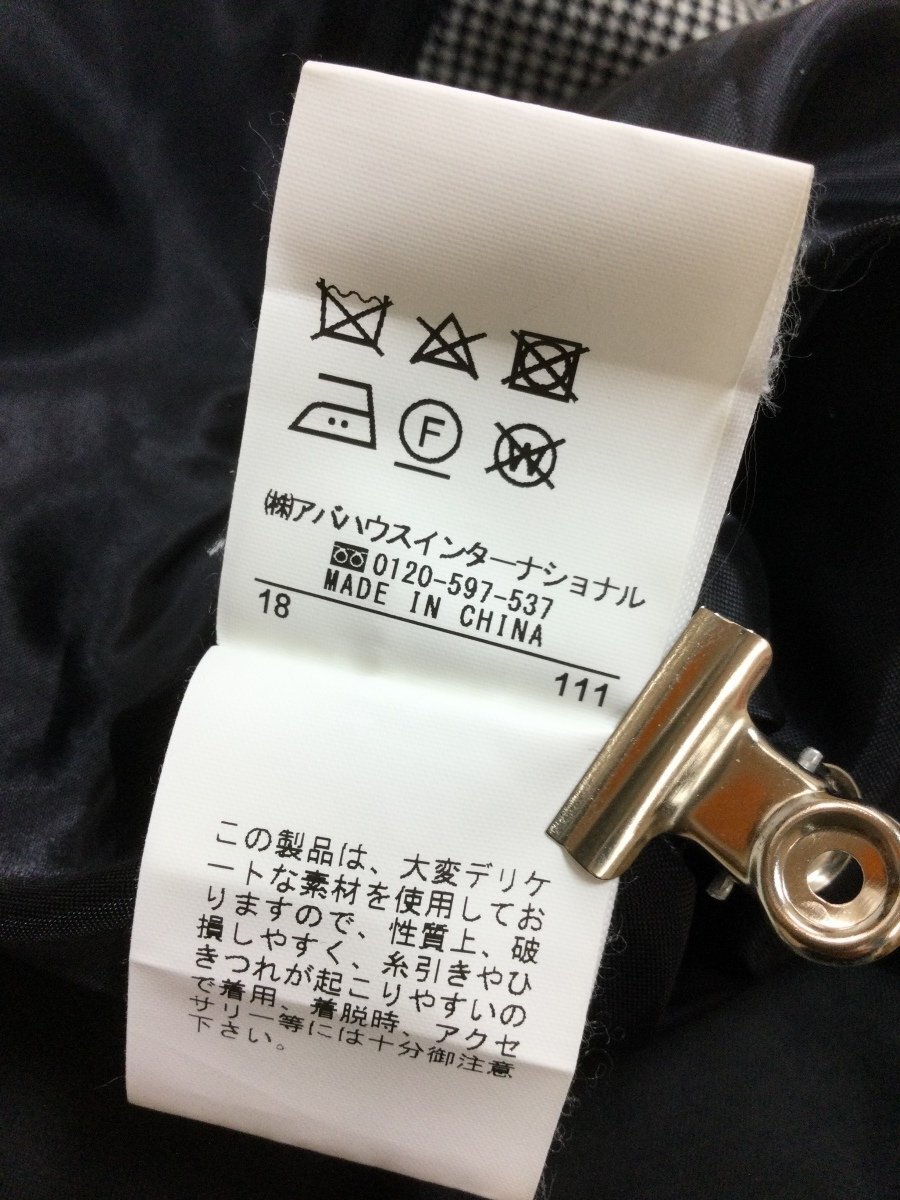 F
W
㈱アバハウスインターナショナル
0120-597-537
MADE IN CHINA
18
111
この製品は、大変デリケ
ートな素材を使用してお
りますので、性質上、破
損しやすく、糸引きやひ
きつれが起こりやすいの
で着用、着脱時、アクセ
サリー等には十分御注意
下さい。